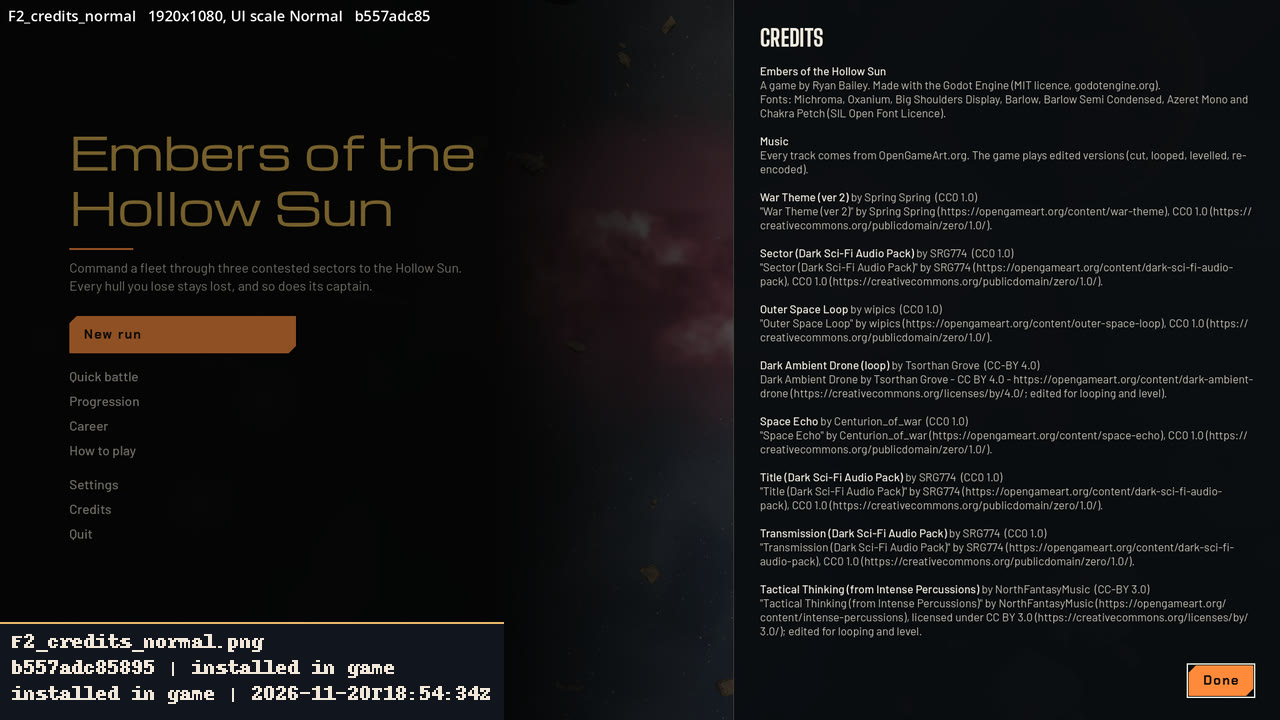 F2_credits_normal   1920x1080, UI scale Normal   b557adc85
Embers of the
Hollow Sun
Command a fleet through three contested sectors to the Hollow Sun.
Every hull you lose stays lost, and so does its captain.
New run
Quick battle
Progression
Career
How to play
Settings
Credits
Quit
F2_credits_normal.png
b557adc85895 | installed in game
installed in game | 2026-11-20T18:54:34Z
CREDITS
Embers of the Hollow Sun
A game by Ryan Bailey. Made with the Godot Engine (MIT licence, godotengine.org).
Fonts: Michroma, Oxanium, Big Shoulders Display, Barlow, Barlow Semi Condensed, Azeret Mono and
Chakra Petch (SIL Open Font Licence).
Music
Every track comes from OpenGameArt.org. The game plays edited versions (cut, looped, levelled, re-
encoded).
War Theme (ver 2) by Spring Spring (CC0 1.0)
"War Theme (ver 2)" by Spring Spring (https://opengameart.org/content/war-theme), CC0 1.0 (https://
creativecommons.org/publicdomain/zero/1.0/).
Sector (Dark Sci-Fi Audio Pack) by SRG774 (CC0 1.0)
"Sector (Dark Sci-Fi Audio Pack)" by SRG774 (https://opengameart.org/content/dark-sci-fi-audio-
pack), CC0 1.0 (https://creativecommons.org/publicdomain/zero/1.0/).
Outer Space Loop by wipics (CC0 1.0)
"Outer Space Loop" by wipics (https://opengameart.org/content/outer-space-loop), CC0 1.0 (https://
creativecommons.org/publicdomain/zero/1.0/).
Dark Ambient Drone (loop) by Tsorthan Grove (CC-BY 4.0)
Dark Ambient Drone by Tsorthan Grove - CC BY 4.0 - https://opengameart.org/content/dark-ambient-
drone (https://creativecommons.org/licenses/by/4.0/; edited for looping and level).
Space Echo by Centurion_of_war (CC0 1.0)
"Space Echo" by Centurion_of_war (https://opengameart.org/content/space-echo), CC0 1.0 (https://
creativecommons.org/publicdomain/zero/1.0/).
Title (Dark Sci-Fi Audio Pack) by SRG774 (CC0 1.0)
"Title (Dark Sci-Fi Audio Pack)" by SRG774 (https://opengameart.org/content/dark-sci-fi-audio-
pack), CC0 1.0 (https://creativecommons.org/publicdomain/zero/1.0/).
Transmission (Dark Sci-Fi Audio Pack) by SRG774 (CC0 1.0)
"Transmission (Dark Sci-Fi Audio Pack)" by SRG774 (https://opengameart.org/content/dark-sci-fi-
audio-pack), CC0 1.0 (https://creativecommons.org/publicdomain/zero/1.0/).
Tactical Thinking (from Intense Percussions) by NorthFantasyMusic (CC-BY 3.0)
"Tactical Thinking (from Intense Percussions)" by NorthFantasyMusic (https://opengameart.org/
content/intense-percussions), licensed under CC BY 3.0 (https://creativecommons.org/licenses/by/
3.0/); edited for looping and level.
Done